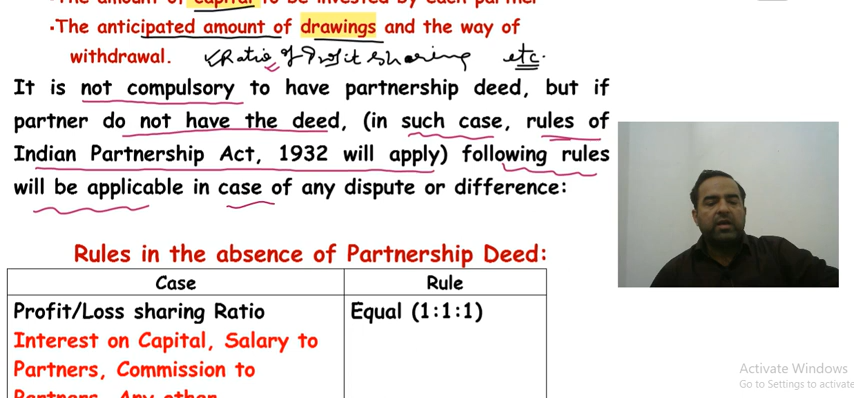 ·The amount of capital to be invested by each partner
·The anticipated amount of drawings and the way of
withdrawal. Ratio of Profit sharing etc.
It is not compulsory to have partnership deed, but if
partner do not have the deed, (in such case, rules of
Indian Partnership Act, 1932 will apply) following rules
will be applicable in case of any dispute or difference:
Rules in the absence of Partnership Deed:
Case Rule
Profit/Loss sharing Ratio Equal (1:1:1)
Interest on Capital, Salary to
Partners, Commission to
Partners, Any other
Activate Windows
Go to Settings to activate